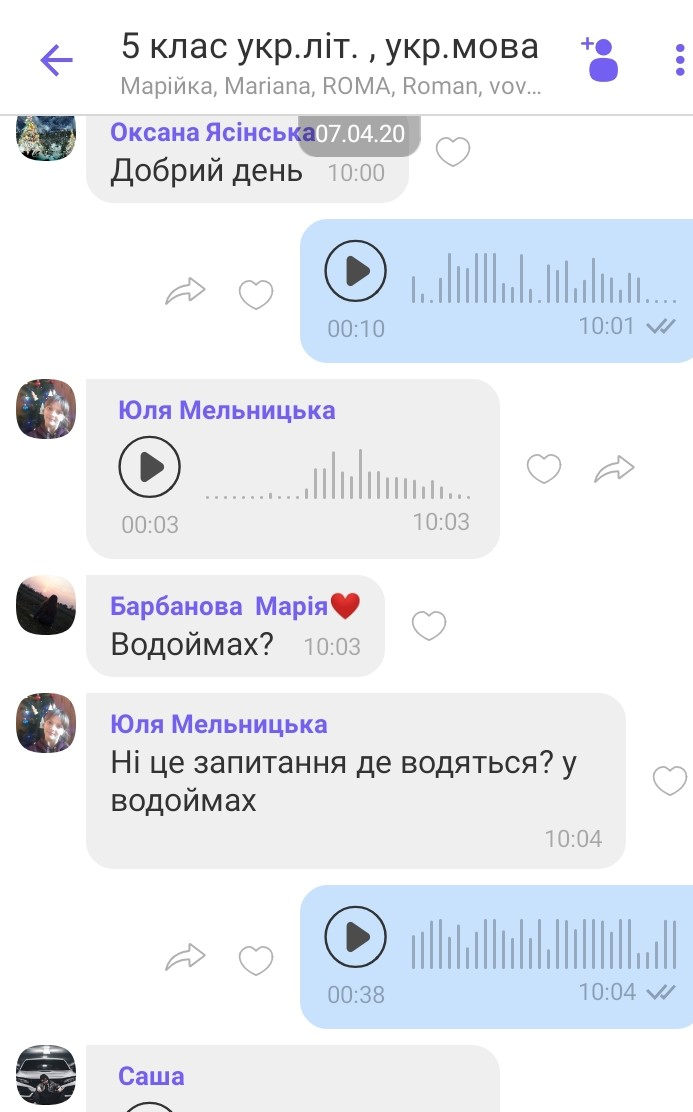 5 клас укр.літ. , укр.мова
Марійка, Mariana, ROMA, Roman, vov...
Оксана Ясінська
07.04.20
Добрий день 10:00
00:10 10:01
Юля Мельницька
00:03 10:03
Барбанова Марія❤️
Водоймах? 10:03
Юля Мельницька
Ні це запитання де водяться? у
водоймах
10:04
00:38 10:04
Саша